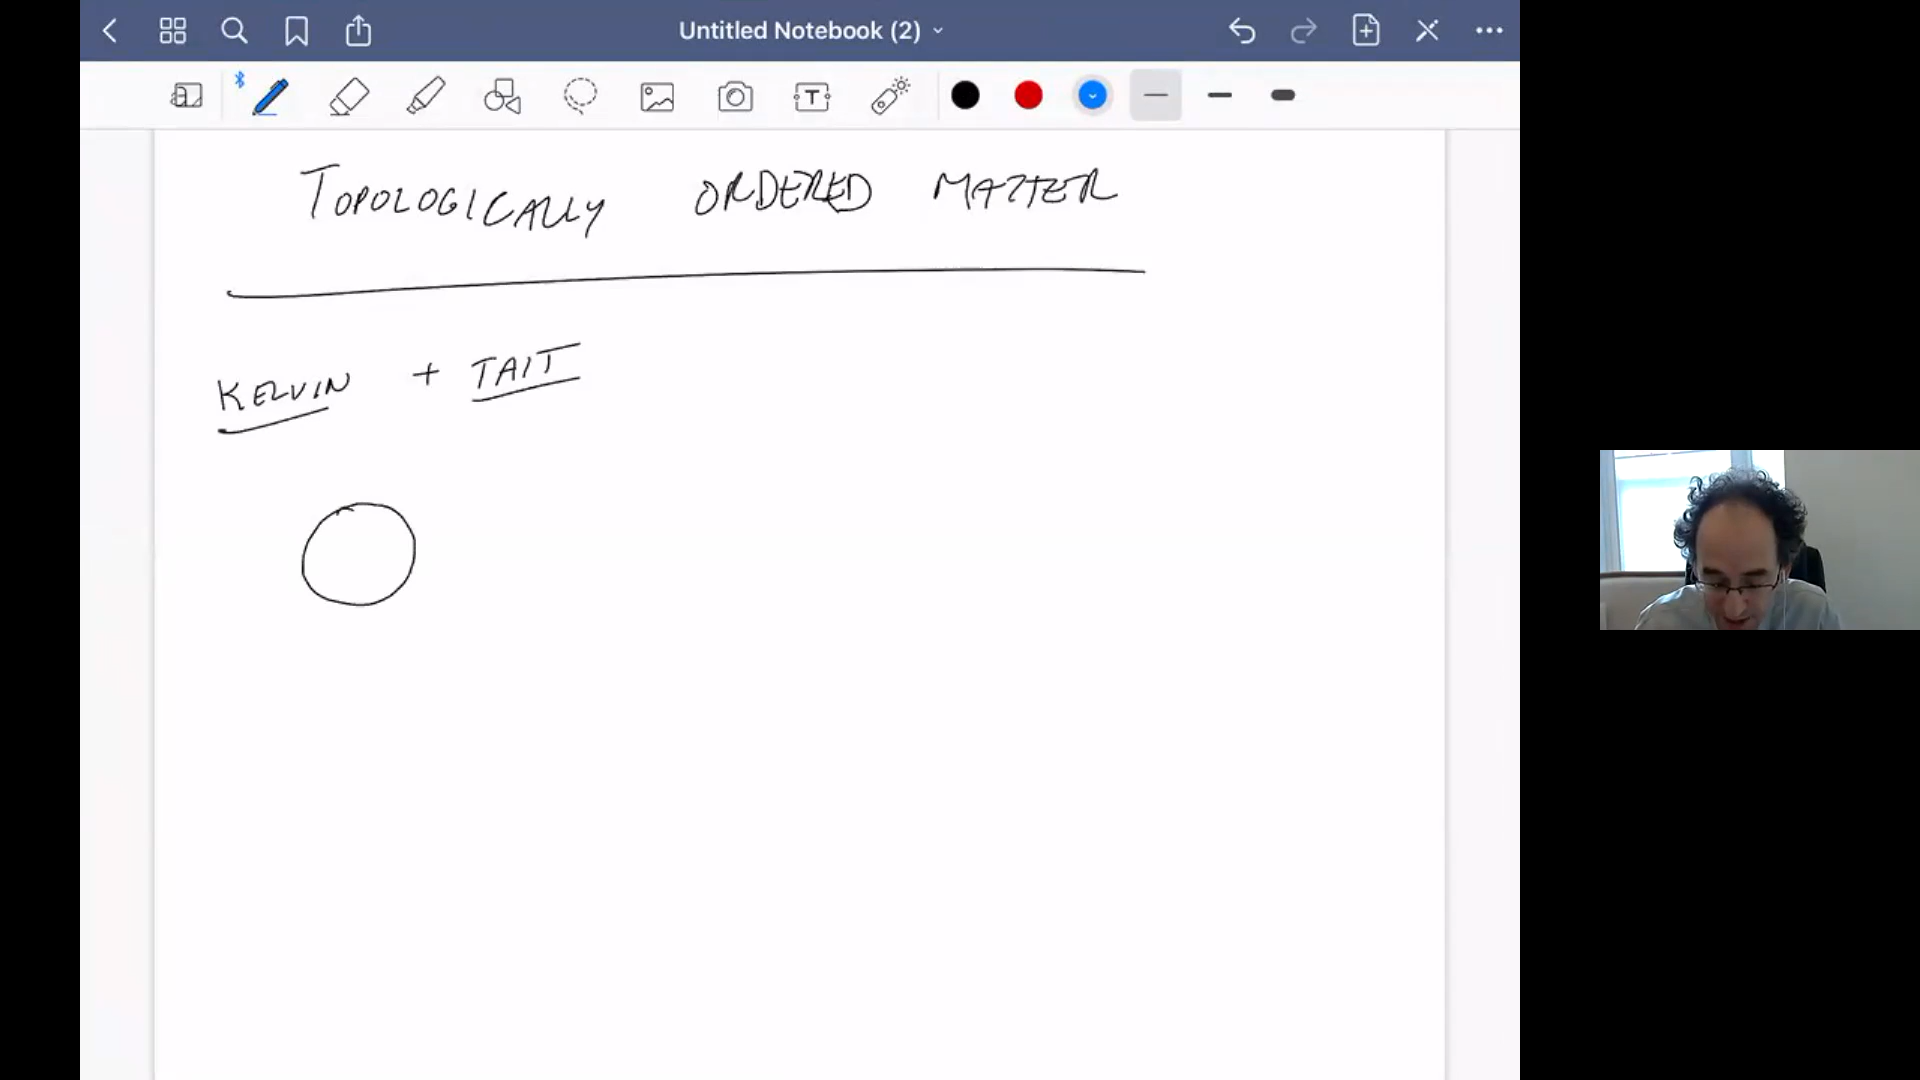 Untitled Notebook (2)
T
TOPOLOGICALLY ORDERED MATTER
KELVIN + TAIT